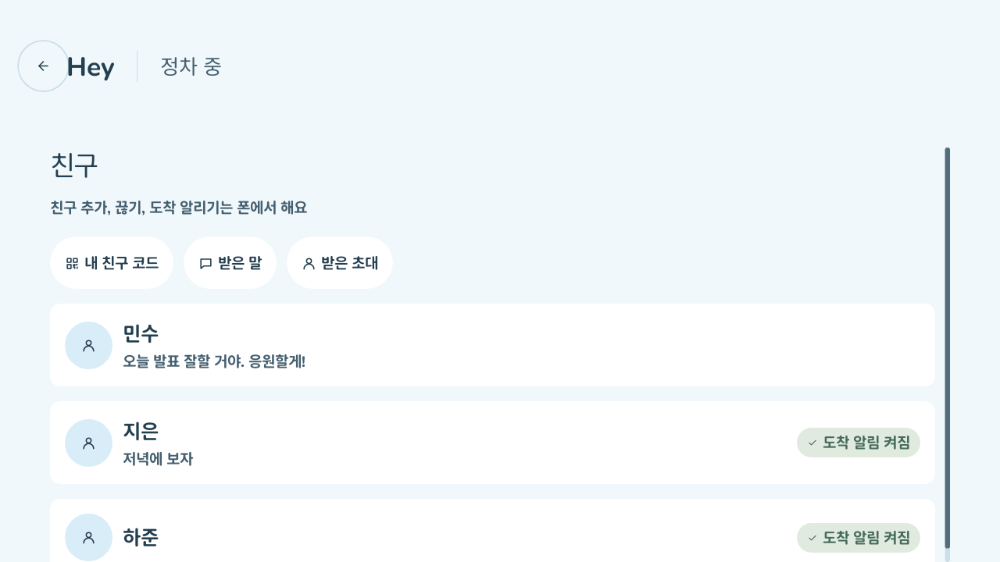 Hey
정차 중
친구
친구 추가, 끊기, 도착 알리기는 폰에서 해요
내 친구 코드
받은 말
받은 초대
민수
오늘 발표 잘할 거야. 응원할게!
지은
저녁에 보자
도착 알림 켜짐
하준
도착 알림 켜짐